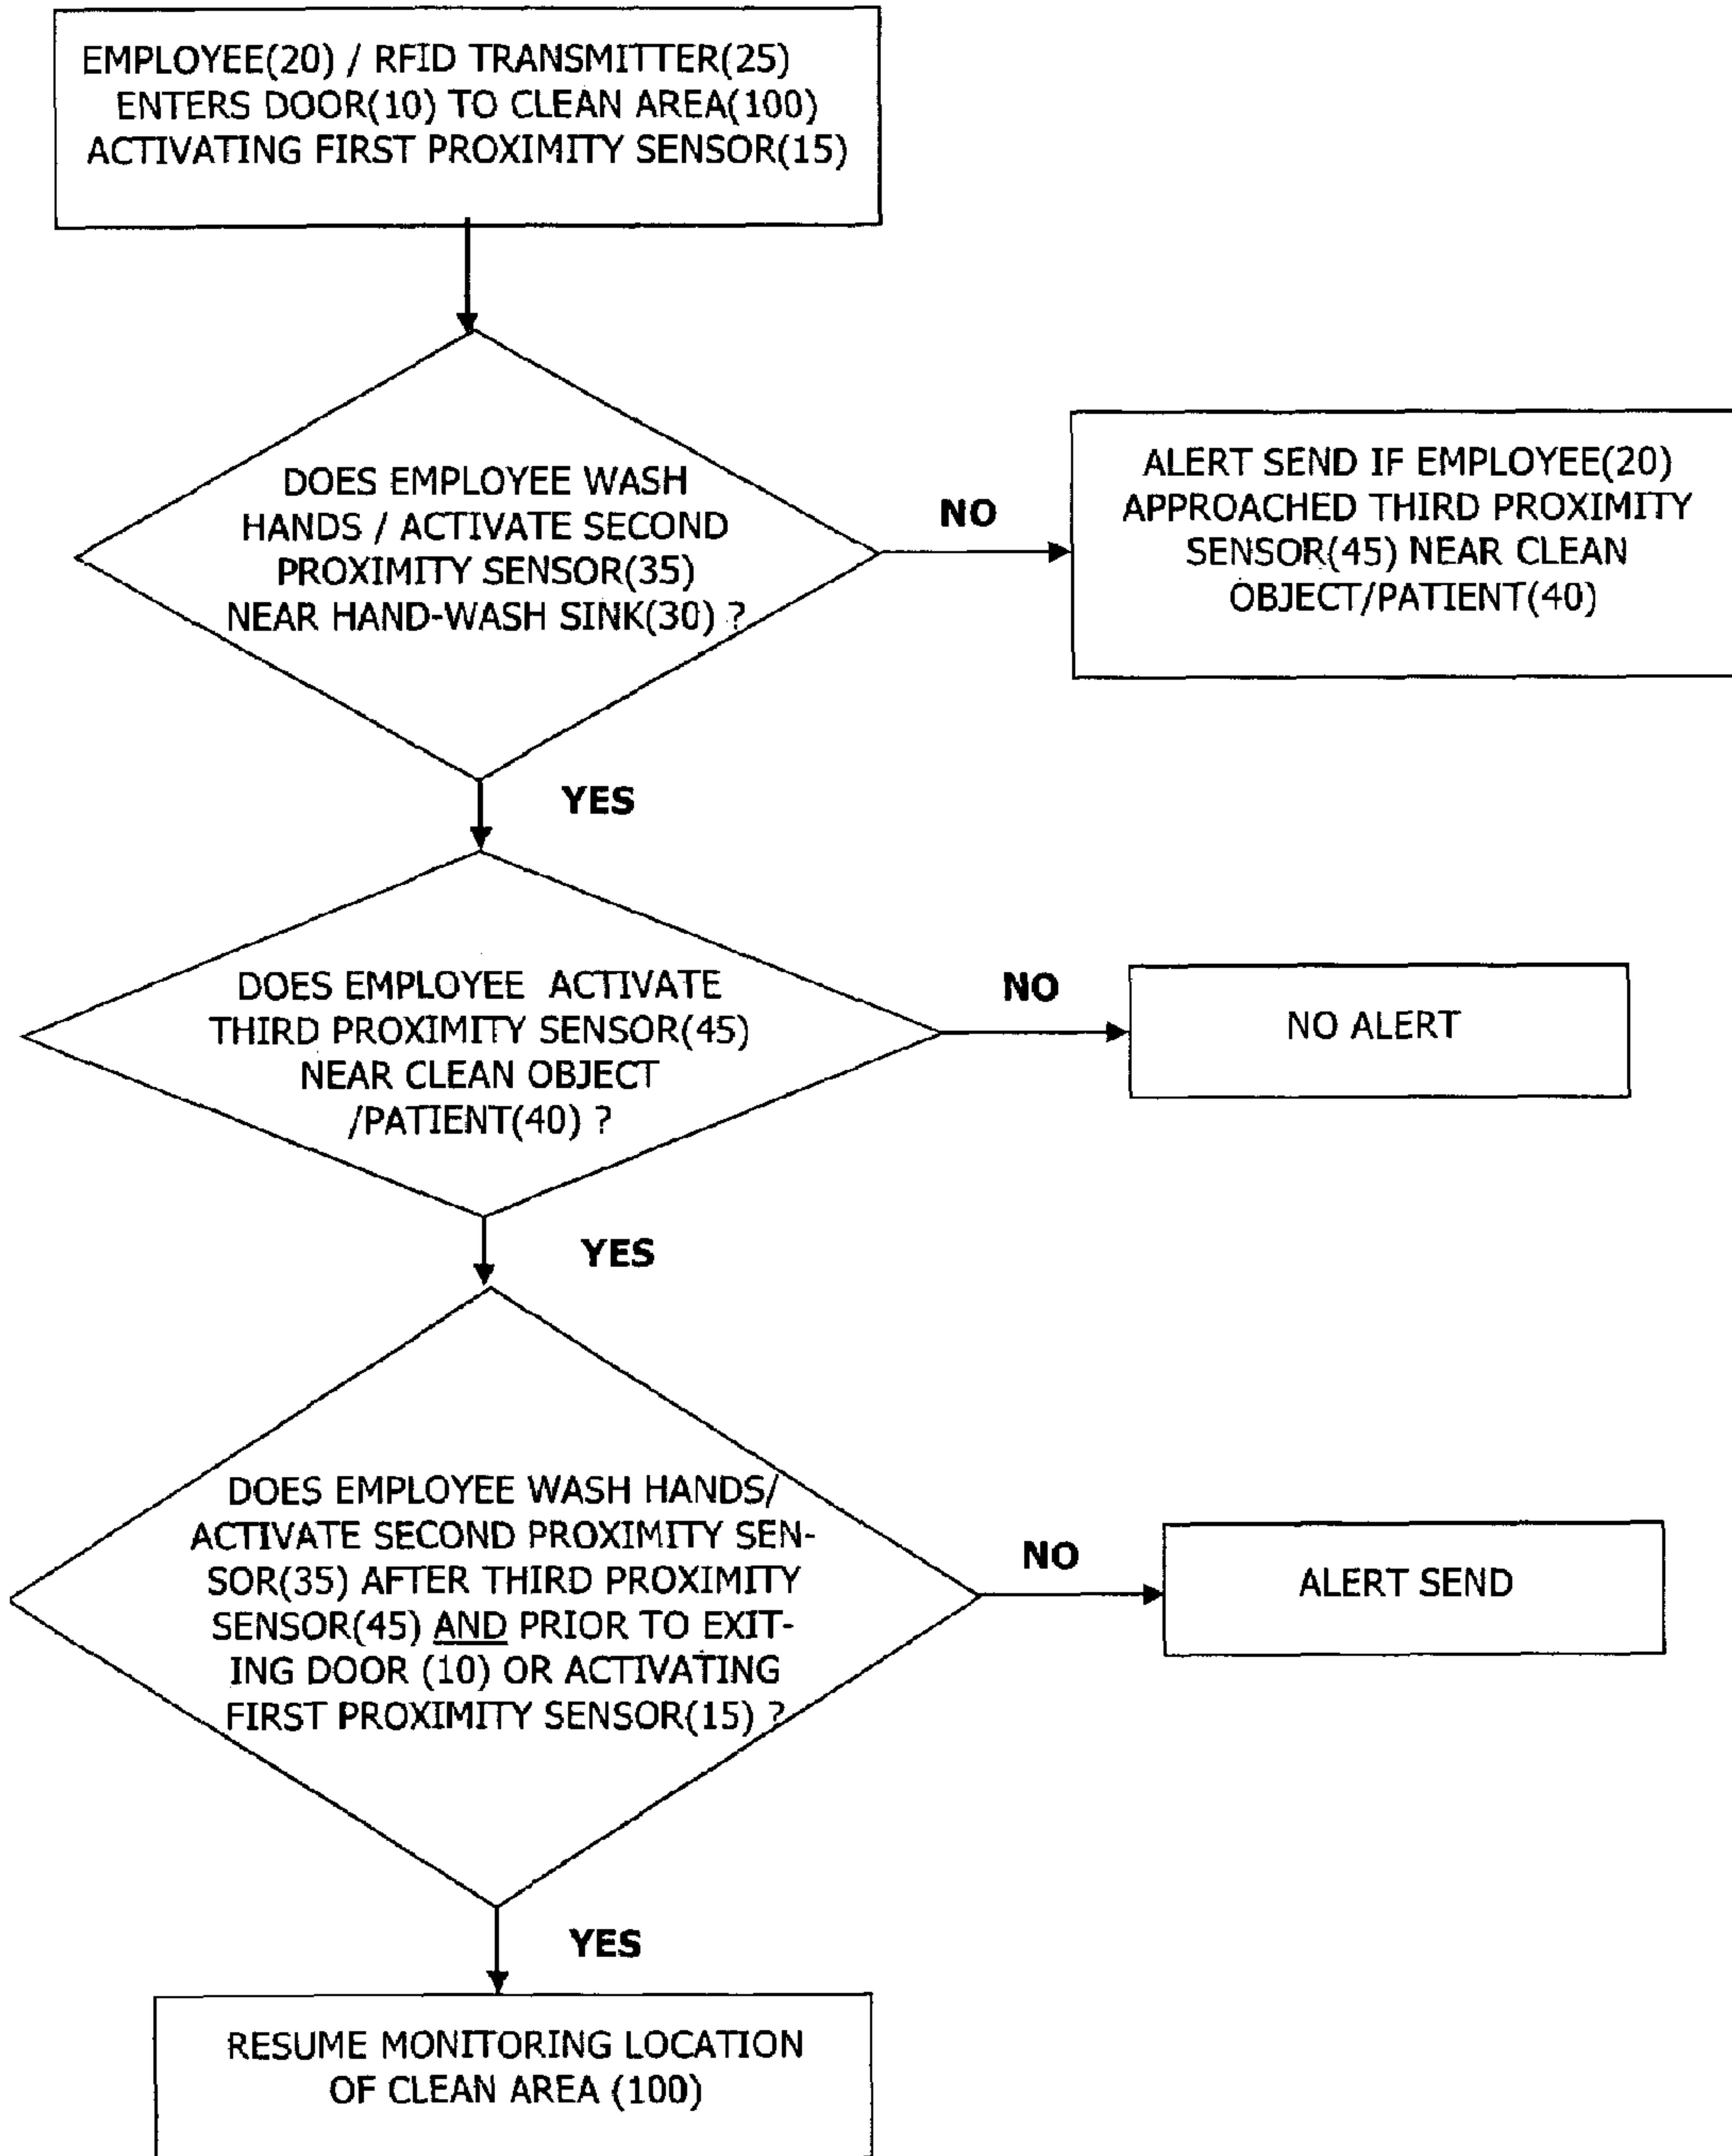 EMPLOYEE(20) / RFID TRANSMITTER(25)
ENTERS DOOR(10) TO CLEAN AREA(100)
ACTIVATING FIRST PROXIMITY SENSOR(15)
DOES EMPLOYEE WASH
HANDS / ACTIVATE SECOND
PROXIMITY SENSOR(35)
NEAR HAND-WASH SINK(30) ?
NO
ALERT SEND IF EMPLOYEE(20)
APPROACHED THIRD PROXIMITY
SENSOR(45) NEAR CLEAN
OBJECT/PATIENT(40)
YES
DOES EMPLOYEE ACTIVATE
THIRD PROXIMITY SENSOR(45)
NEAR CLEAN OBJECT
/PATIENT(40) ?
NO
NO ALERT
YES
DOES EMPLOYEE WASH HANDS/
ACTIVATE SECOND PROXIMITY SEN-
SOR(35) AFTER THIRD PROXIMITY
SENSOR(45) AND PRIOR TO EXIT-
ING DOOR (10) OR ACTIVATING
FIRST PROXIMITY SENSOR(15) ?
NO
ALERT SEND
YES
RESUME MONITORING LOCATION
OF CLEAN AREA (100)